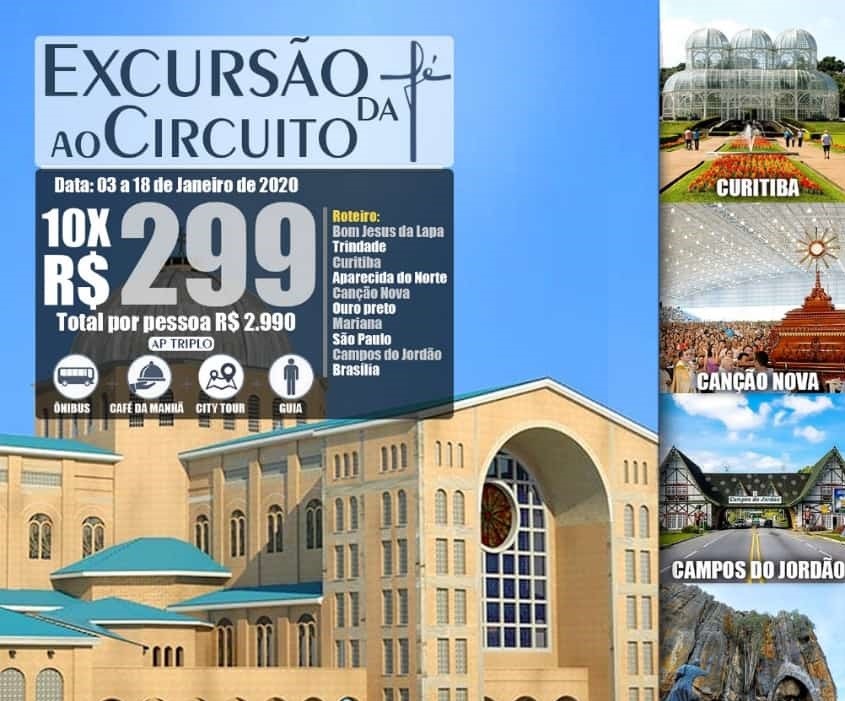 EXCURSÃO
AO CIRCUITO DA fé
Data: 03 a 18 de Janeiro de 2020
10X
R$ 299
Total por pessoa R$ 2.990
AP TRIPLO
ÔNIBUS
CAFÉ DA MANHÃ
CITY TOUR
GUIA
Roteiro:
Bom Jesus da Lapa
Trindade
Curitiba
Aparecida do Norte
Canção Nova
Ouro preto
Mariana
São Paulo
Campos do Jordão
Brasília
CURITIBA
CANÇÃO NOVA
Campos do Jordão
CAMPOS DO JORDÃO